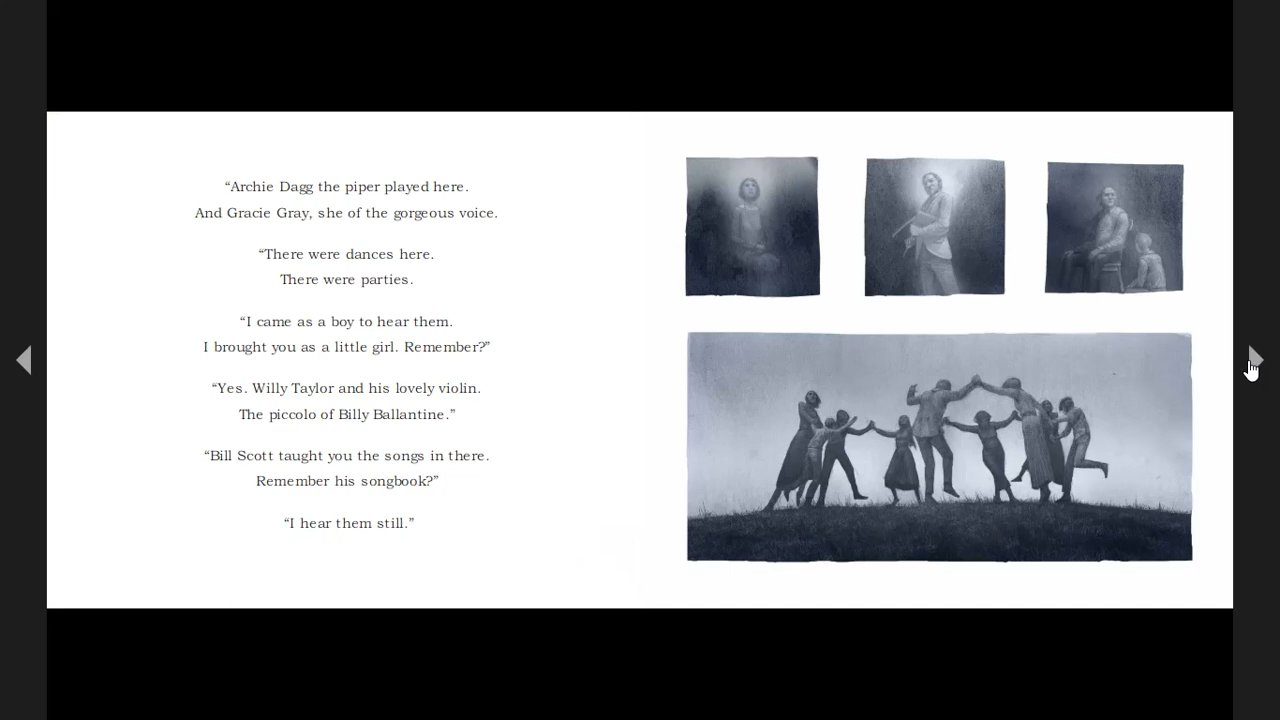 “Archie Dagg the piper played here.
And Gracie Gray, she of the gorgeous voice.
“There were dances here.
There were parties.
“I came as a boy to hear them.
I brought you as a little girl. Remember?”
“Yes. Willy Taylor and his lovely violin.
The piccolo of Billy Ballantine.”
“Bill Scott taught you the songs in there.
Remember his songbook?”
“I hear them still.”